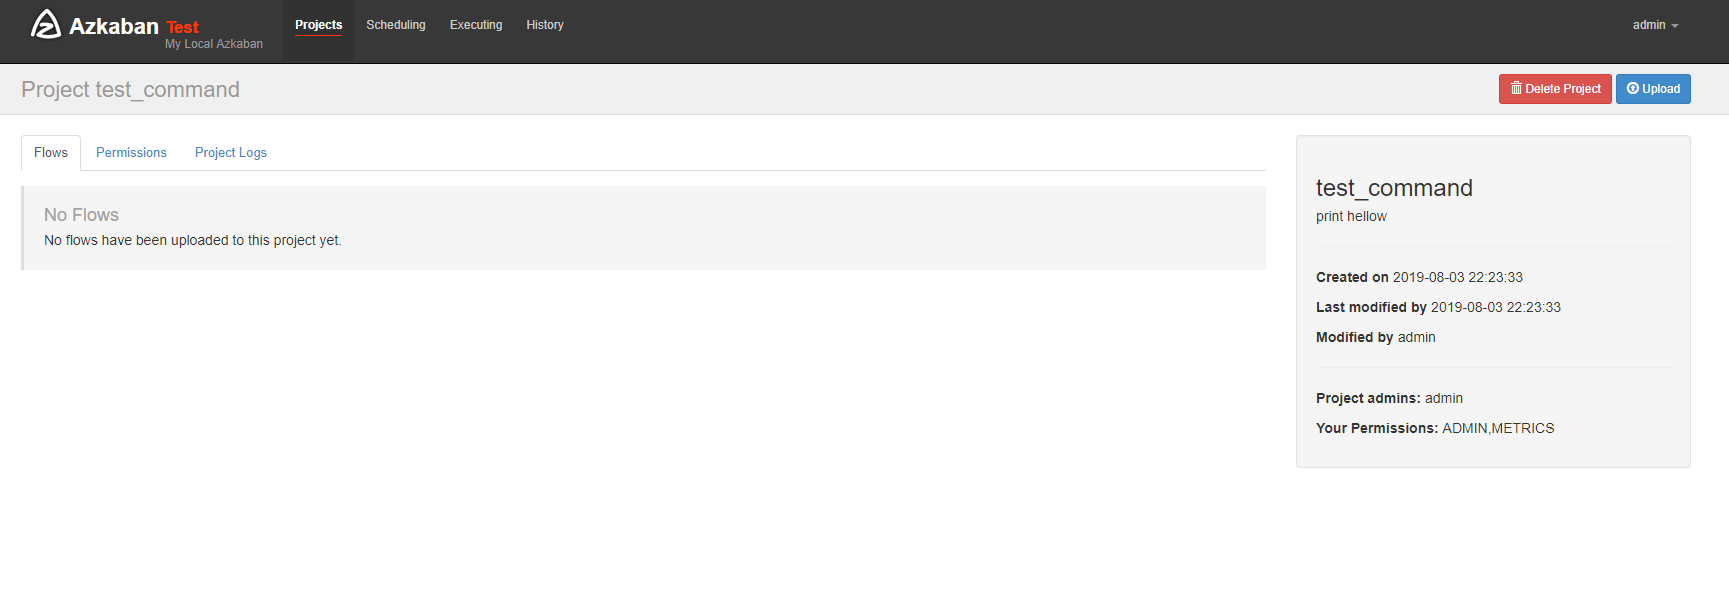 Azkaban Test
My Local Azkaban
Projects Scheduling Executing History
admin
Project test_command
Delete Project Upload
Flows Permissions Project Logs
No Flows
No flows have been uploaded to this project yet.
test_command
print hellow
Created on 2019-08-03 22:23:33
Last modified by 2019-08-03 22:23:33
Modified by admin
Project admins: admin
Your Permissions: ADMIN,METRICS